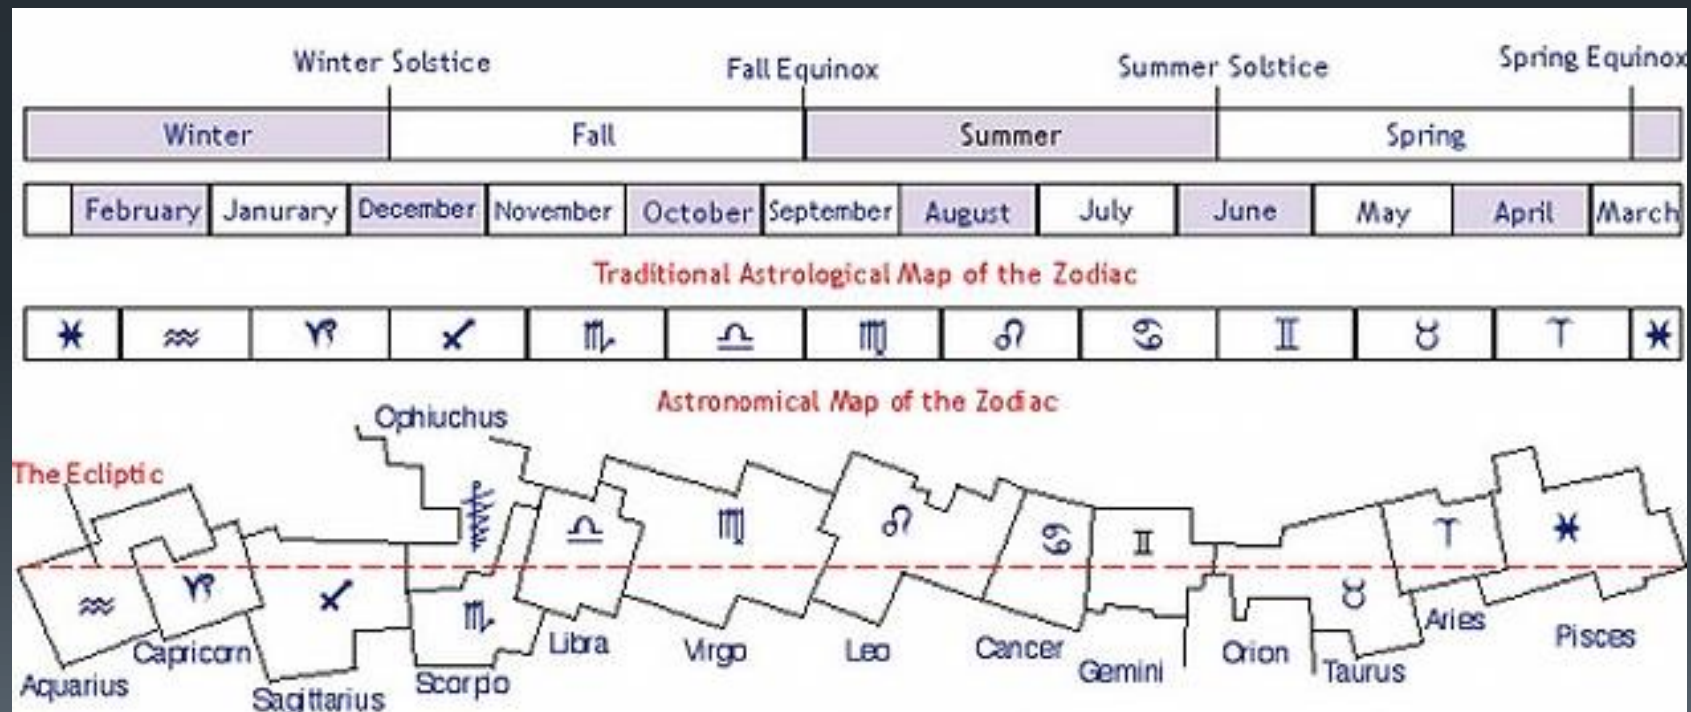 Winter Solstice Fall Equinox Summer Solstice Spring Equinox
Winter Fall Summer Spring
February Janurary December November October September August July June May April March
Traditional Astrological Map of the Zodiac
♓ ♒ ♑ ♐ ♏ ♎ ♍ ♌ ♋ ♊ ♉ ♈ ♓
Astronomical Map of the Zodiac
Ophiuchus
The Ecliptic
♎ ♍ ♌ ♋ ♊ ♈ ♓
♒ ♑ ♐ ♏ ♉
Aquarius Capricorn Sagittarius Scorpio Libra Virgo Leo Cancer Gemini Orion Taurus Aries Pisces